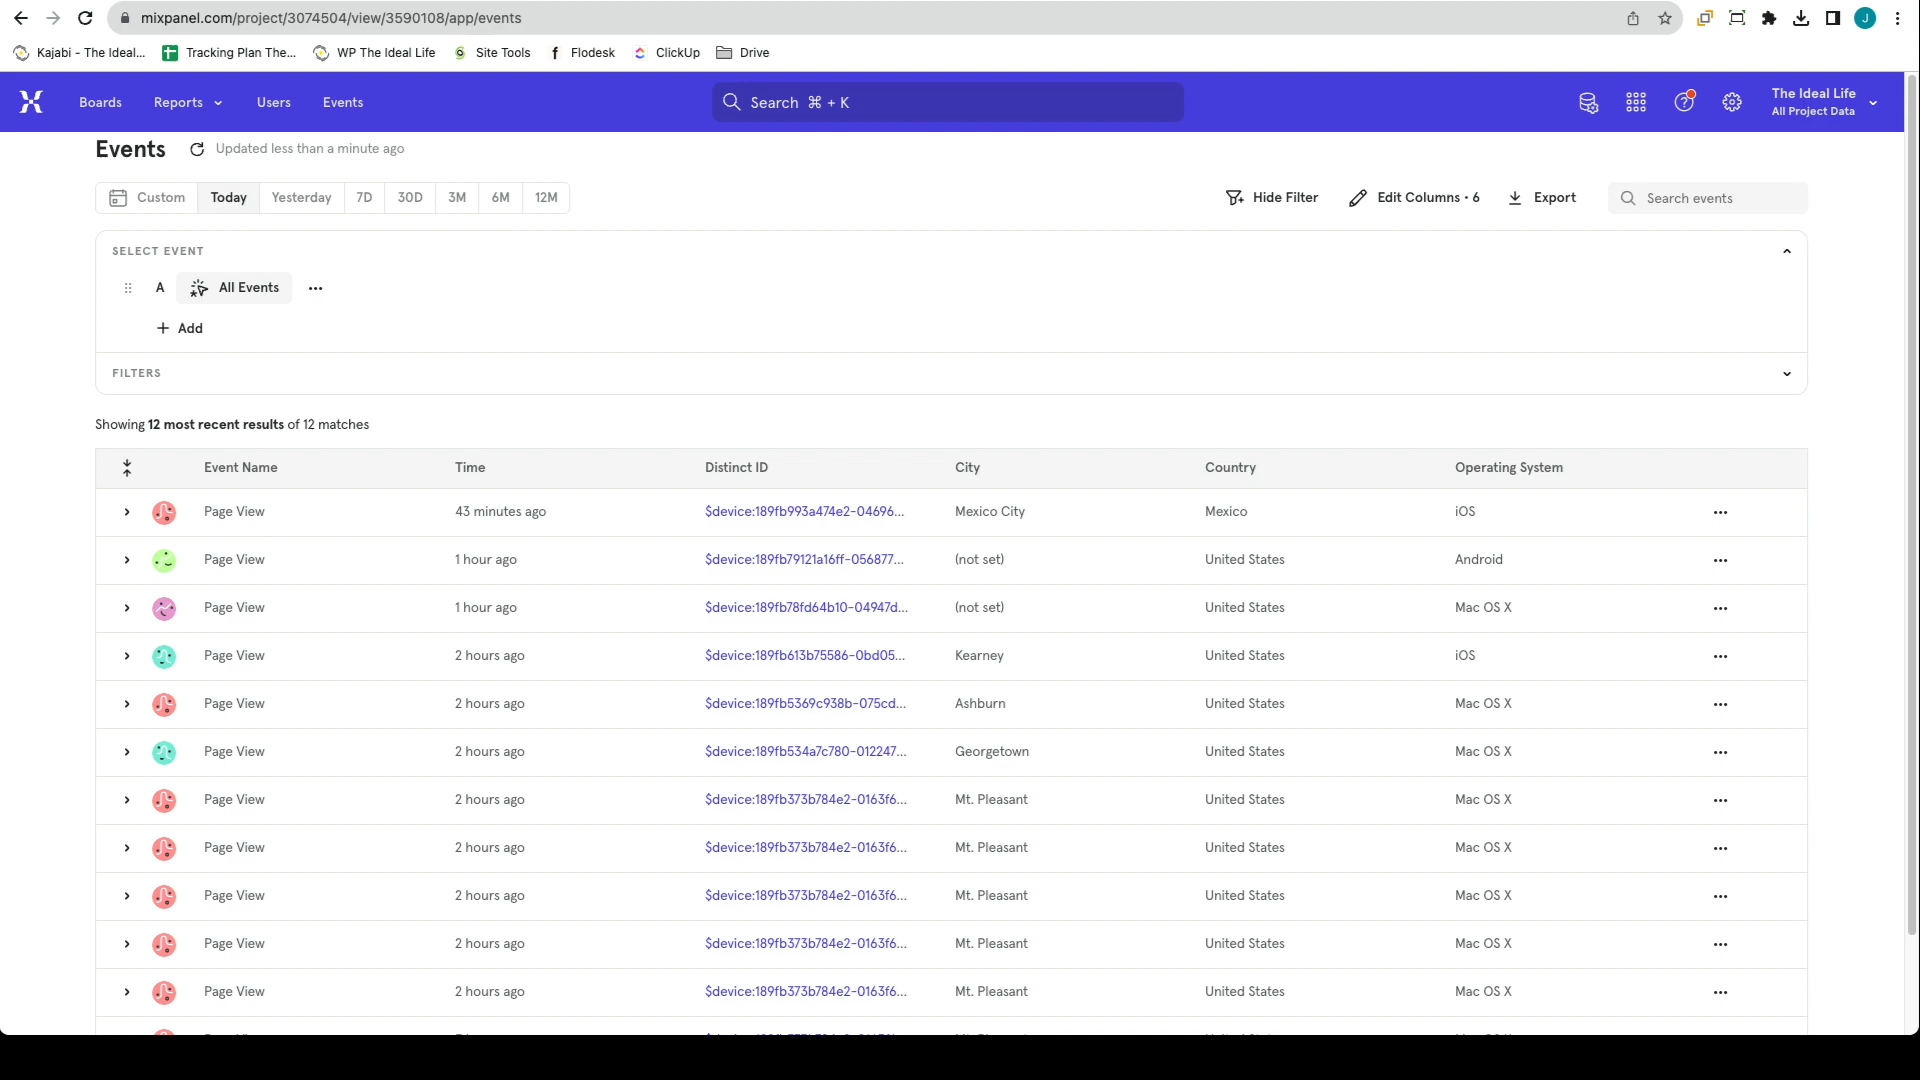 mixpanel.com/project/3074504/view/3590108/app/events
J
Kajabi - The Ideal... Tracking Plan The... WP The Ideal Life Site Tools Flodesk ClickUp Drive
Boards Reports Users Events Search ⌘ + K The Ideal Life
All Project Data
Events Updated less than a minute ago
Custom Today Yesterday 7D 30D 3M 6M 12M Hide Filter Edit Columns • 6 Export Search events
SELECT EVENT
A All Events
+ Add
FILTERS
Showing 12 most recent results of 12 matches
Event Name Time Distinct ID City Country Operating System
Page View 43 minutes ago $device:189fb993a474e2-04696... Mexico City Mexico iOS
Page View 1 hour ago $device:189fb79121a16ff-056877... (not set) United States Android
Page View 1 hour ago $device:189fb78fd64b10-04947d... (not set) United States Mac OS X
Page View 2 hours ago $device:189fb613b75586-0bd05... Kearney United States iOS
Page View 2 hours ago $device:189fb5369c938b-075cd... Ashburn United States Mac OS X
Page View 2 hours ago $device:189fb534a7c780-012247... Georgetown United States Mac OS X
Page View 2 hours ago $device:189fb373b784e2-0163f6... Mt. Pleasant United States Mac OS X
Page View 2 hours ago $device:189fb373b784e2-0163f6... Mt. Pleasant United States Mac OS X
Page View 2 hours ago $device:189fb373b784e2-0163f6... Mt. Pleasant United States Mac OS X
Page View 2 hours ago $device:189fb373b784e2-0163f6... Mt. Pleasant United States Mac OS X
Page View 2 hours ago $device:189fb373b784e2-0163f6... Mt. Pleasant United States Mac OS X